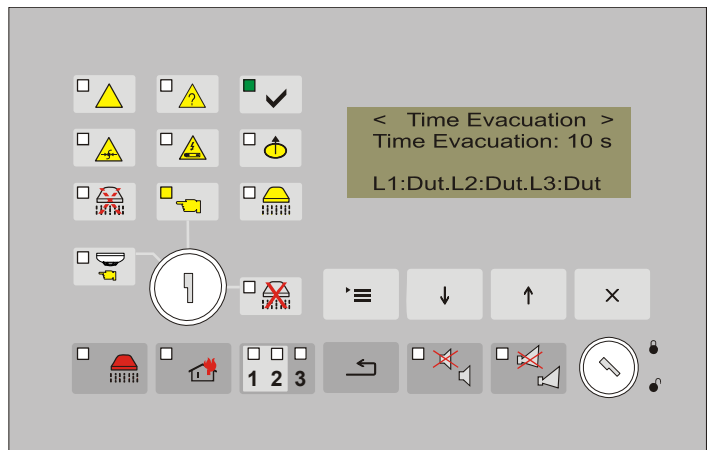 < Time Evacuation >
Time Evacuation: 10 s
L1:Dut.L2:Dut.L3:Dut
?
1 2 3